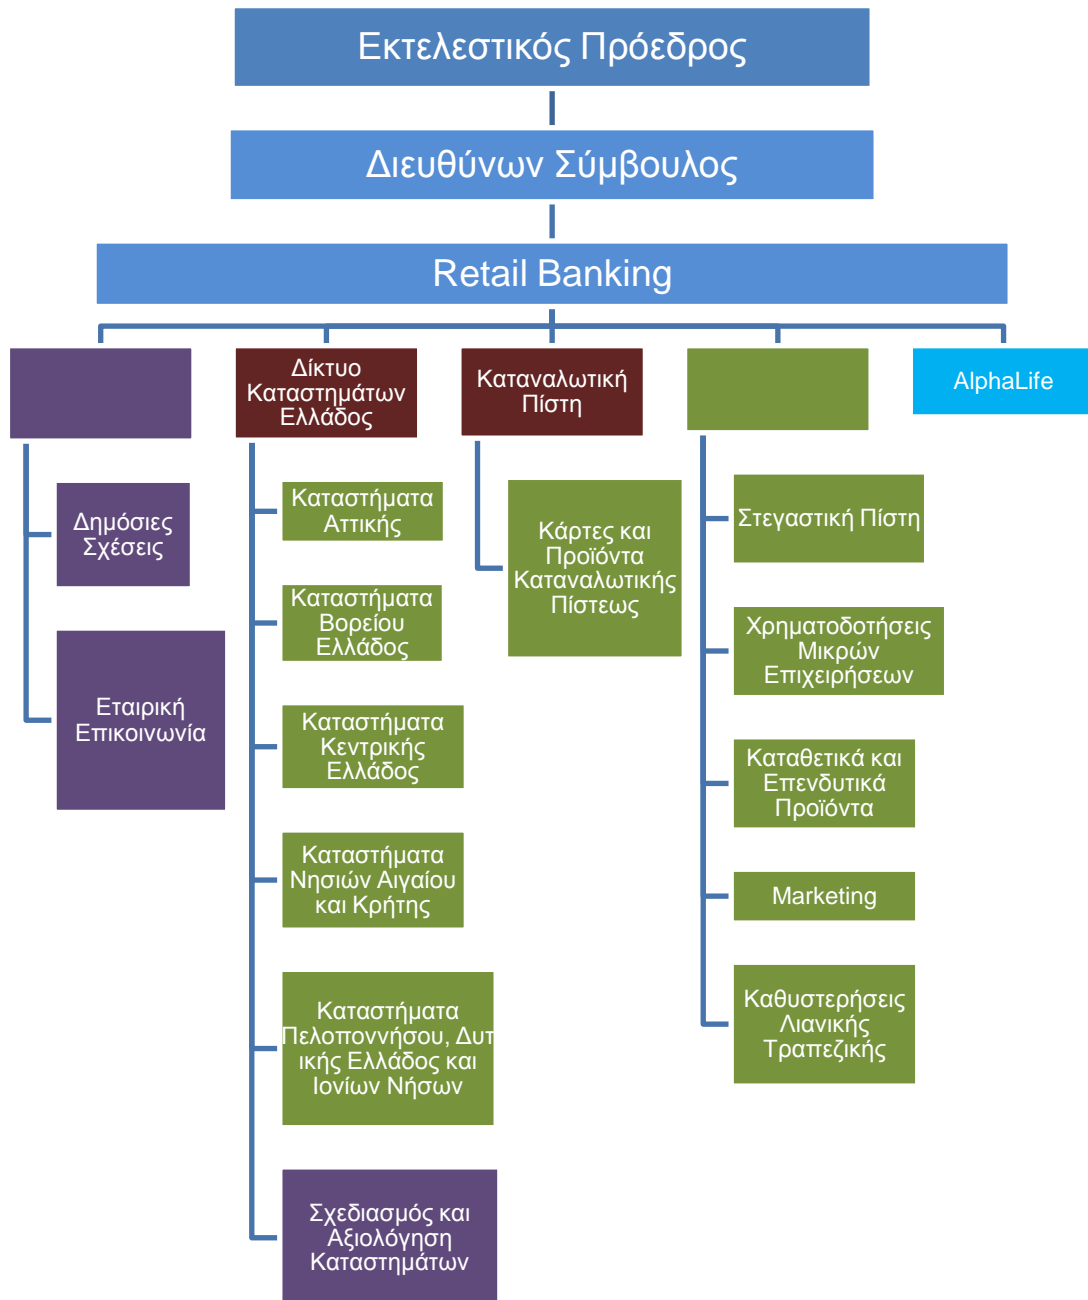 Εκτελεστικός Πρόεδρος
Διευθύνων Σύμβουλος
Retail Banking
Δίκτυο
Καταστημάτων
Ελλάδος
Καταναλωτική
Πίστη
AlphaLife
Δημόσιες
Σχέσεις
Εταιρική
Επικοινωνία
Καταστήματα
Αττικής
Καταστήματα
Βορείου
Ελλάδος
Καταστήματα
Κεντρικής
Ελλάδος
Καταστήματα
Νησιών Αιγαίου
και Κρήτης
Καταστήματα
Πελοποννήσου, Δυτ
ικής Ελλάδος και
Ιονίων Νήσων
Σχεδιασμός και
Αξιολόγηση
Καταστημάτων
Κάρτες και
Προϊόντα
Καταναλωτικής
Πίστεως
Στεγαστική Πίστη
Χρηματοδοτήσεις
Μικρών
Επιχειρήσεων
Καταθετικά και
Επενδυτικά
Προϊόντα
Marketing
Καθυστερήσεις
Λιανικής
Τραπεζικής